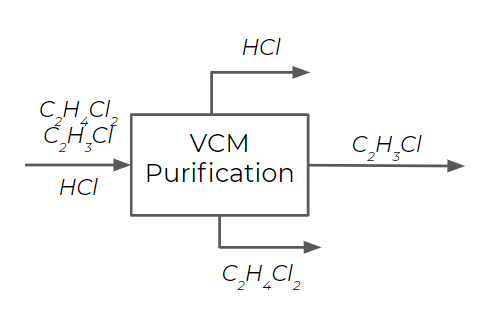 HCl
C₂H₄Cl₂
C₂H₃Cl
HCl
VCM
Purification
C₂H₃Cl
C₂H₄Cl₂